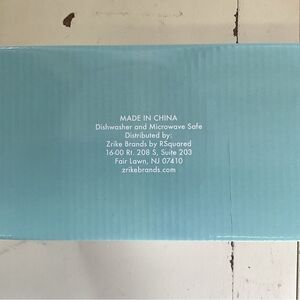 MADE IN CHINA
Dishwasher and Microwave Safe
Distributed by:
Zrike Brands by RSquared
16-00 Rt. 208 S, Suite 203
Fair Lawn, NJ 07410
zrikebrands.com